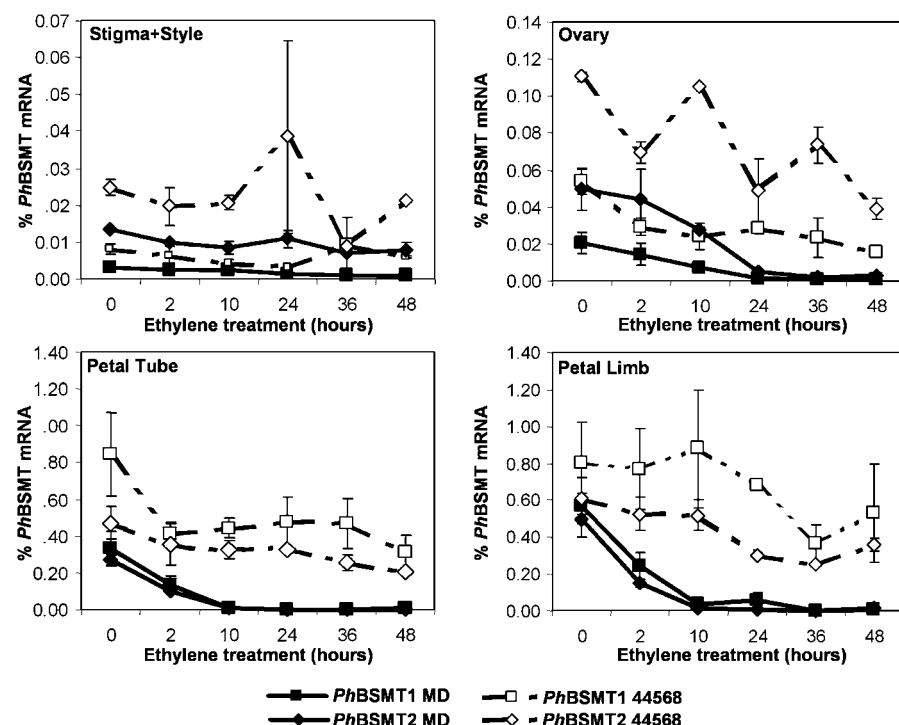 Stigma+Style
% PhBSMT mRNA
0.07
0.06
.05
.04
.03
.02
0.01
0.00
0 2 10 24 36 48
Ethylene treatment (hours)
Ovary
% PhBSMT mRNA
0.14
0.12
0.10
0.08
0.06
0.04
0.02
0.00
0 2 10 24 36 48
Ethylene treatment (hours)
Petal Tube
% PhBSMT mRNA
1.40
1.20
.00
.80
.60
.40
0.20
0.00
0 2 10 24 36 48
Ethylene treatment (hours)
Petal Limb
% PhBSMT mRNA
1.40
1.20
1.00
0.80
0.60
0.40
0.20
0.00
0 2 10 24 36 48
Ethylene treatment (hours)
PhBSMT1 MD
PhBSMT1 44568
PhBSMT2 MD
PhBSMT2 44568